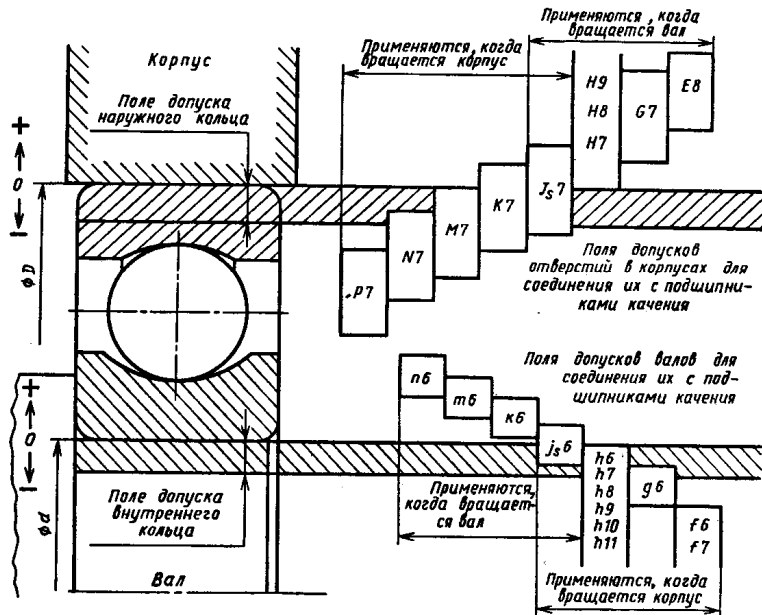 Корпус
Поле допуска
наружного кольца
Применяются, когда
вращается корпус
Применяются, когда
вращается вал
H9
H8
H7
G7
E8
+
0
−
⌀D
P7
N7
M7
K7
Js7
Поля допусков
отверстий в корпусах для
соединения их с подшипни-
ками качения
Поля допусков валов для
соединения их с под-
шипниками качения
+
0
−
⌀d
n6
m6
к6
js6
h6
h7
h8
h9
h10
h11
g6
f6
f7
Поле допуска
внутреннего
кольца
Применяются,
когда вращает-
ся вал
Вал
Применяются, когда
вращается корпус